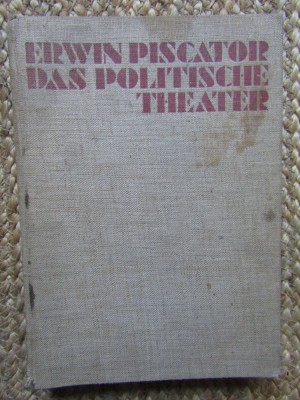 ERWIN PISCATOR
DAS POLITISCHE
THEATER